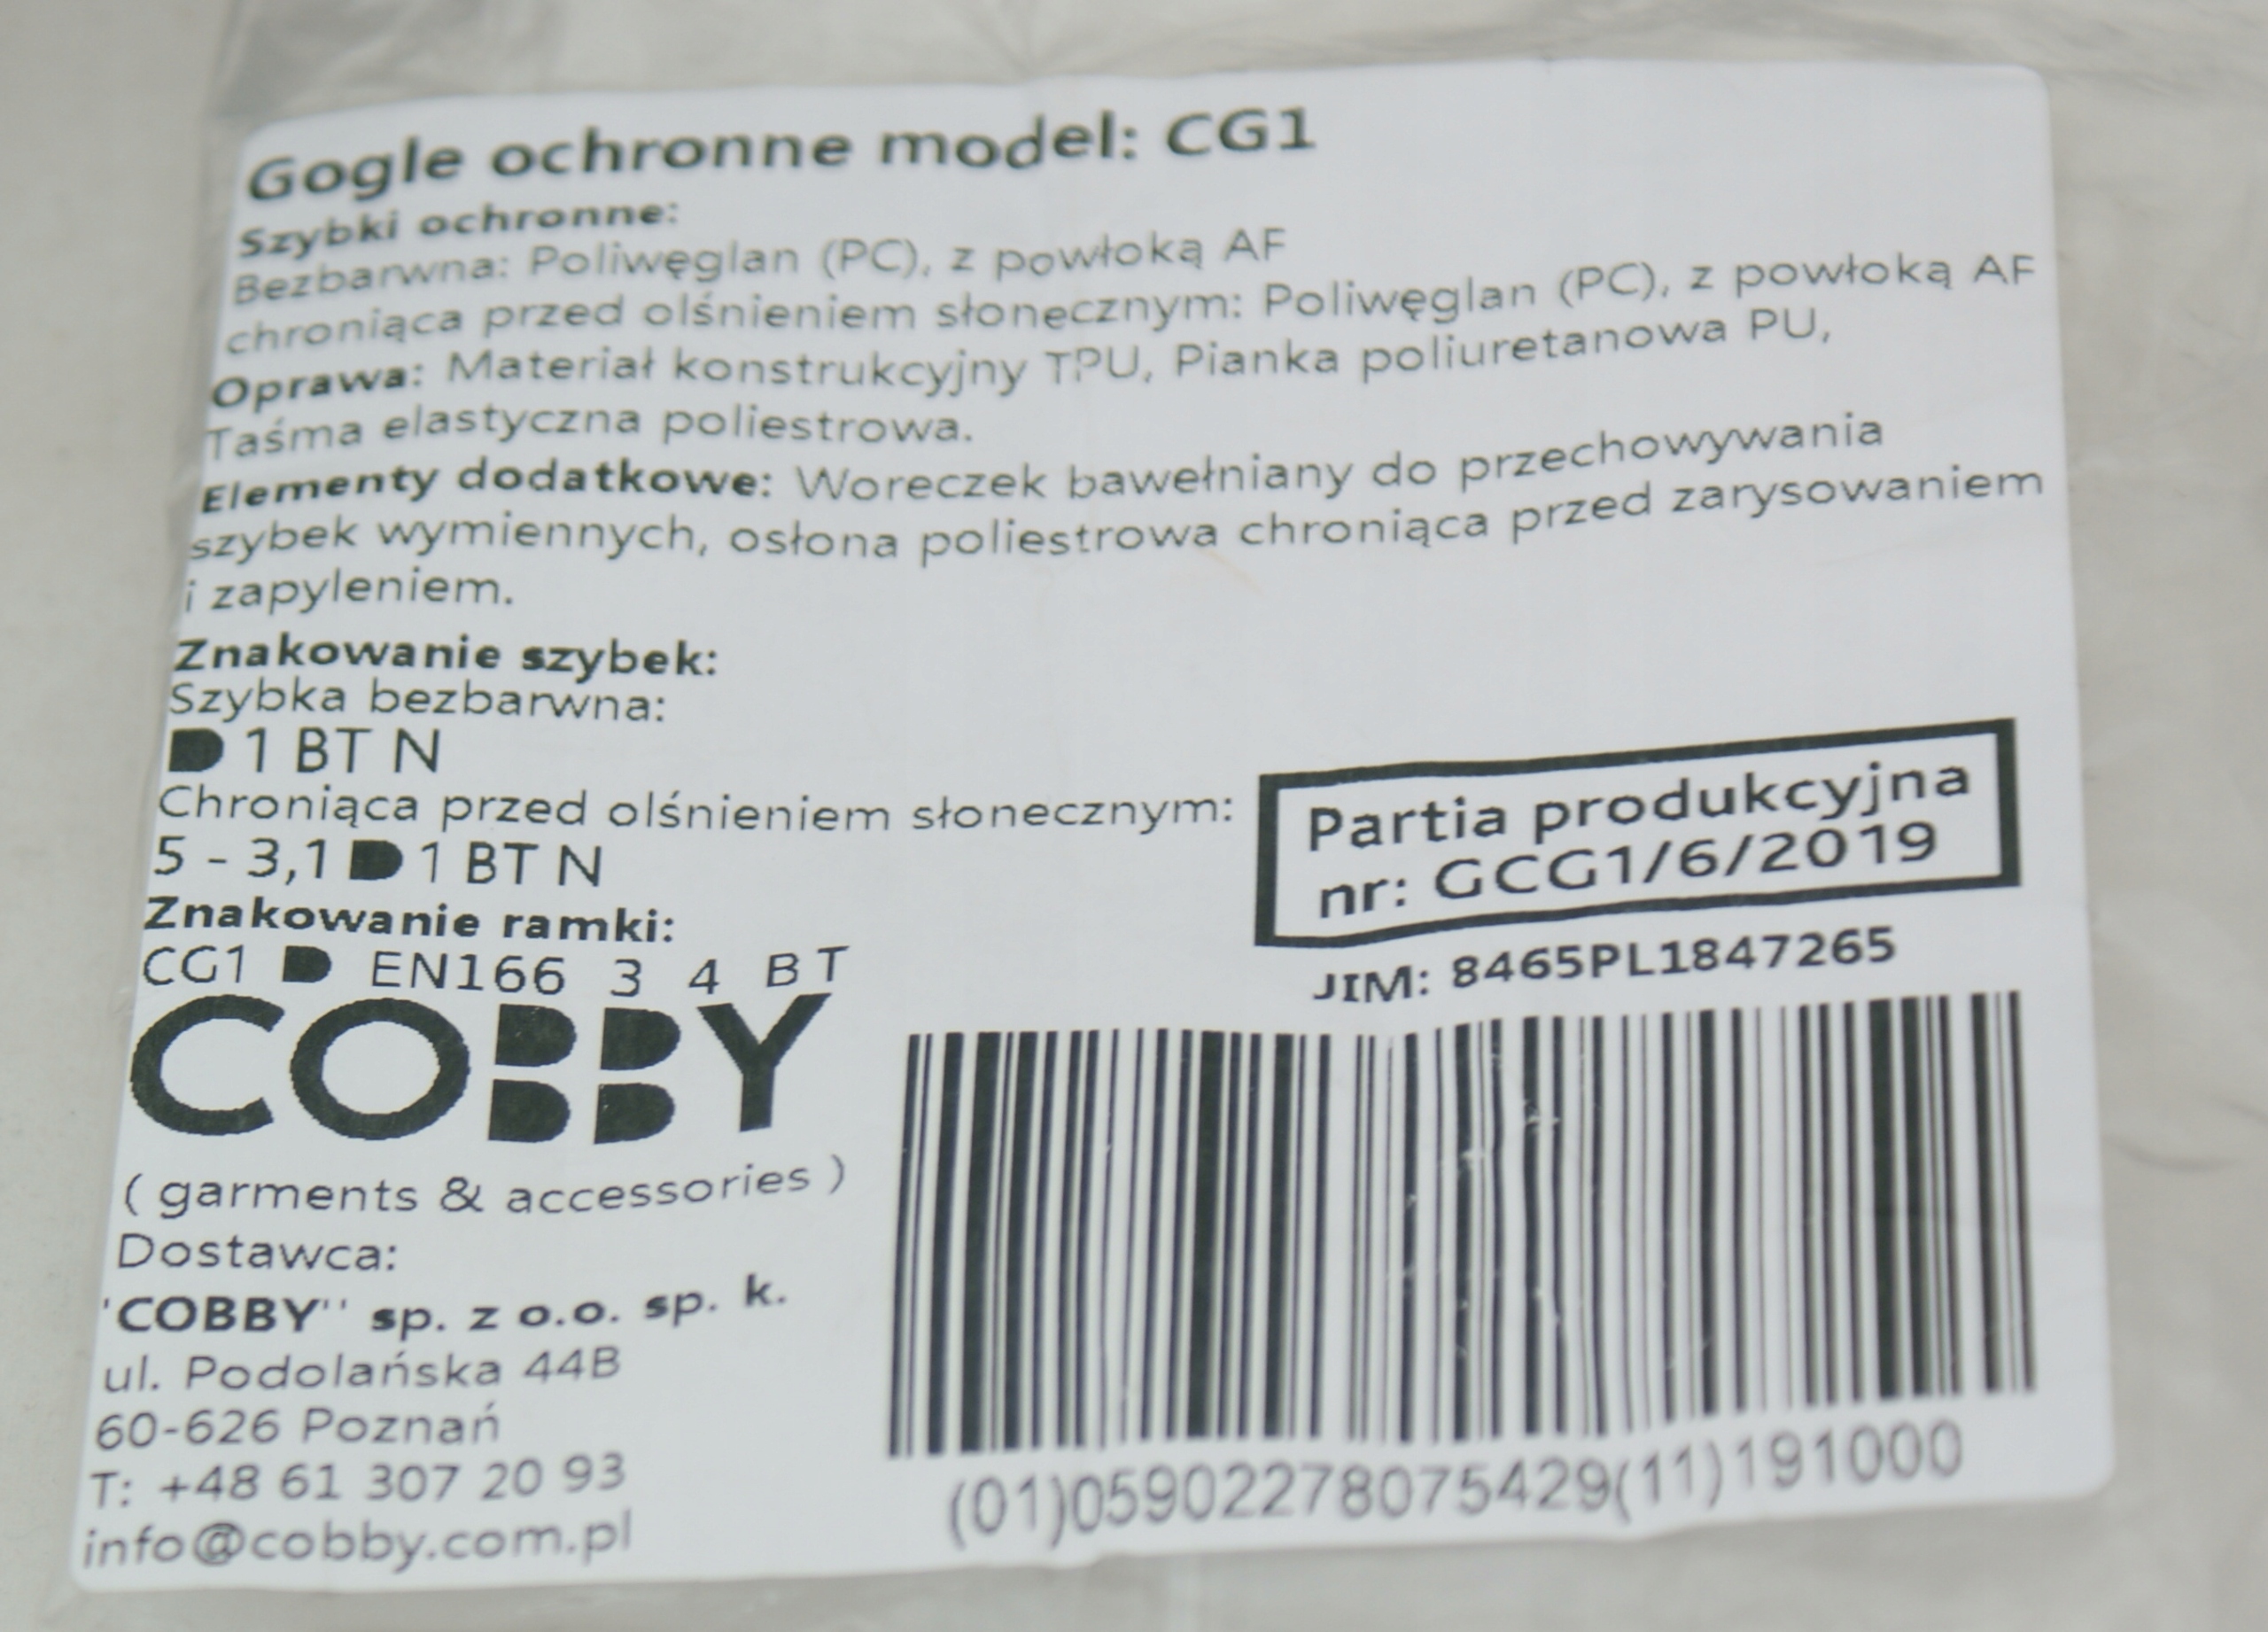 Gogle ochronne model: CG1
Szybki ochronne:
Bezbarwna: Poliwęglan (PC), z powłoką AF
chroniąca przed olśnieniem słonecznym: Poliwęglan (PC), z powłoką AF
Oprawa: Materiał konstrukcyjny TPU, Pianka poliuretanowa PU,
Taśma elastyczna poliestrowa.
Elementy dodatkowe: Woreczek bawełniany do przechowywania
szybek wymiennych, osłona poliestrowa chroniąca przed zarysowaniem
i zapyleniem.
Znakowanie szybek:
Szybka bezbarwna:
D 1 BT N
Chroniąca przed olśnieniem słonecznym:
5 - 3,1 D 1 BT N
Znakowanie ramki:
CG1 D EN166 3 4 BT
Partia produkcyjna
nr: GCG1/6/2019
JIM: 8465PL1847265
COBBY
( garments & accessories )
Dostawca:
'COBBY'' sp. z o.o. sp. k.
ul. Podolańska 44B
60-626 Poznań
T: +48 61 307 20 93
info@cobby.com.pl
(01)05902278075429(11)191000